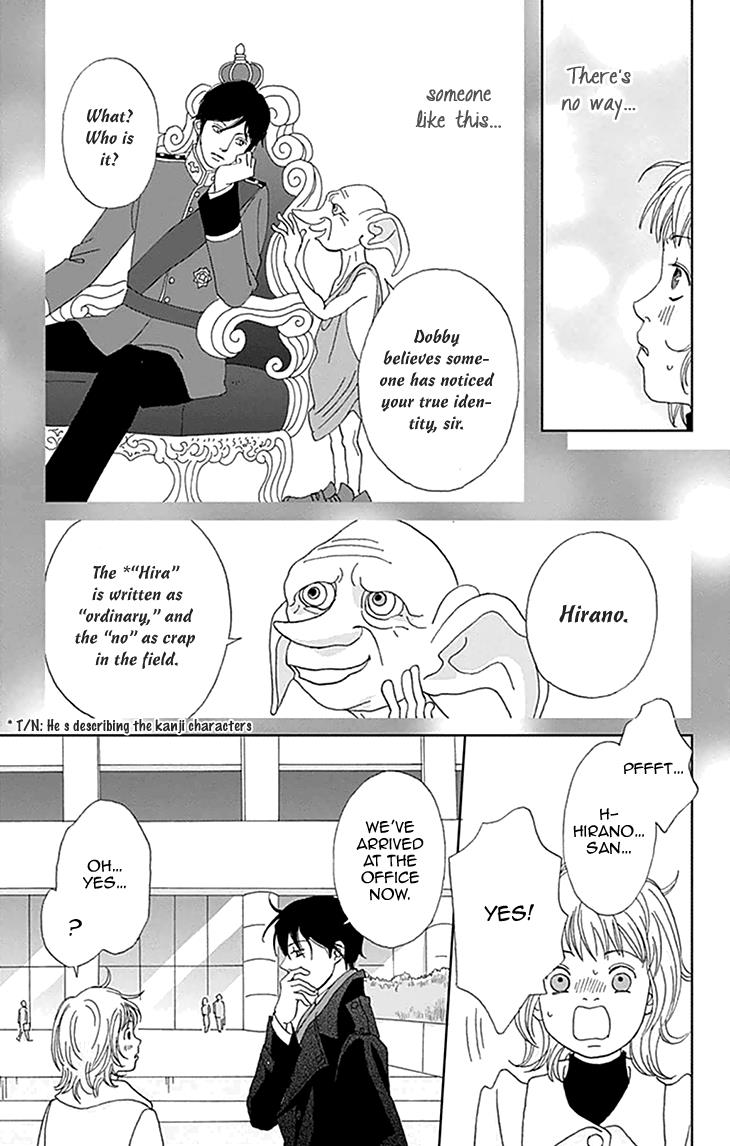 There's
no way...
someone
like this...
What?
Who is
it?
Dobby
believes some-
one has noticed
your true iden-
tity, sir.
Hirano.
The *“Hira”
is written as
“ordinary,” and
the “no” as crap
in the field.
* T/N: He s describing the kanji characters
PFFFT...
H-
HIRANO...
SAN...
YES!
WE'VE
ARRIVED
AT THE
OFFICE
NOW.
OH...
YES...
?